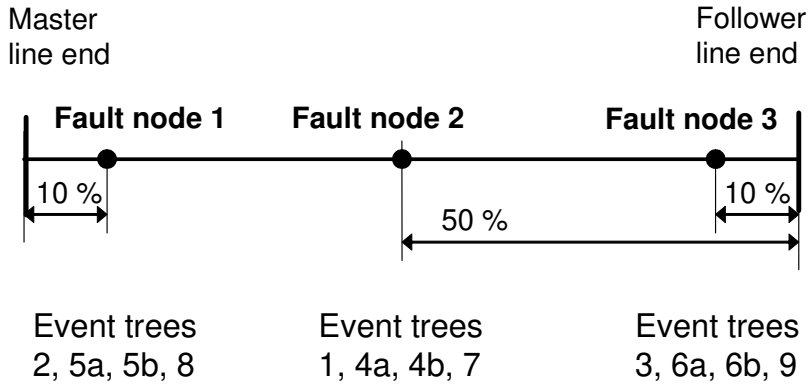 Master
line end
Follower
line end
Fault node 1
Fault node 2
Fault node 3
10 %
50 %
10 %
Event trees
2, 5a, 5b, 8
Event trees
1, 4a, 4b, 7
Event trees
3, 6a, 6b, 9